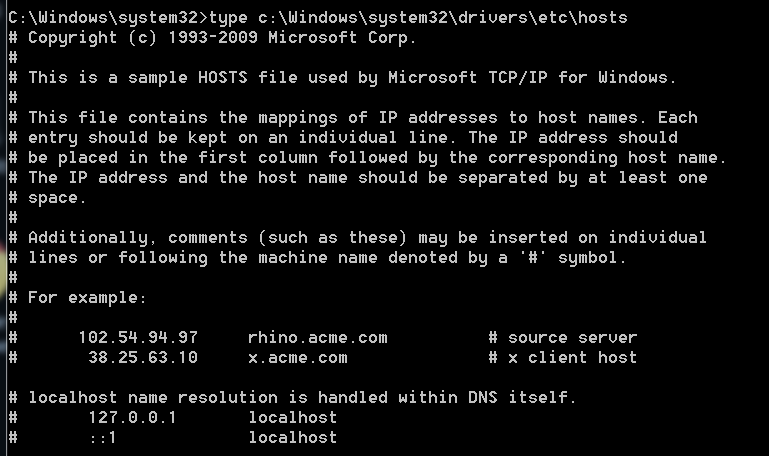 C:\Windows\system32>type c:\Windows\system32\drivers\etc\hosts
# Copyright (c) 1993-2009 Microsoft Corp.
#
# This is a sample HOSTS file used by Microsoft TCP/IP for Windows.
#
# This file contains the mappings of IP addresses to host names. Each
# entry should be kept on an individual line. The IP address should
# be placed in the first column followed by the corresponding host name.
# The IP address and the host name should be separated by at least one
# space.
#
# Additionally, comments (such as these) may be inserted on individual
# lines or following the machine name denoted by a '#' symbol.
#
# For example:
#
#      102.54.94.97     rhino.acme.com          # source server
#       38.25.63.10     x.acme.com              # x client host

# localhost name resolution is handled within DNS itself.
#       127.0.0.1       localhost
#       ::1             localhost